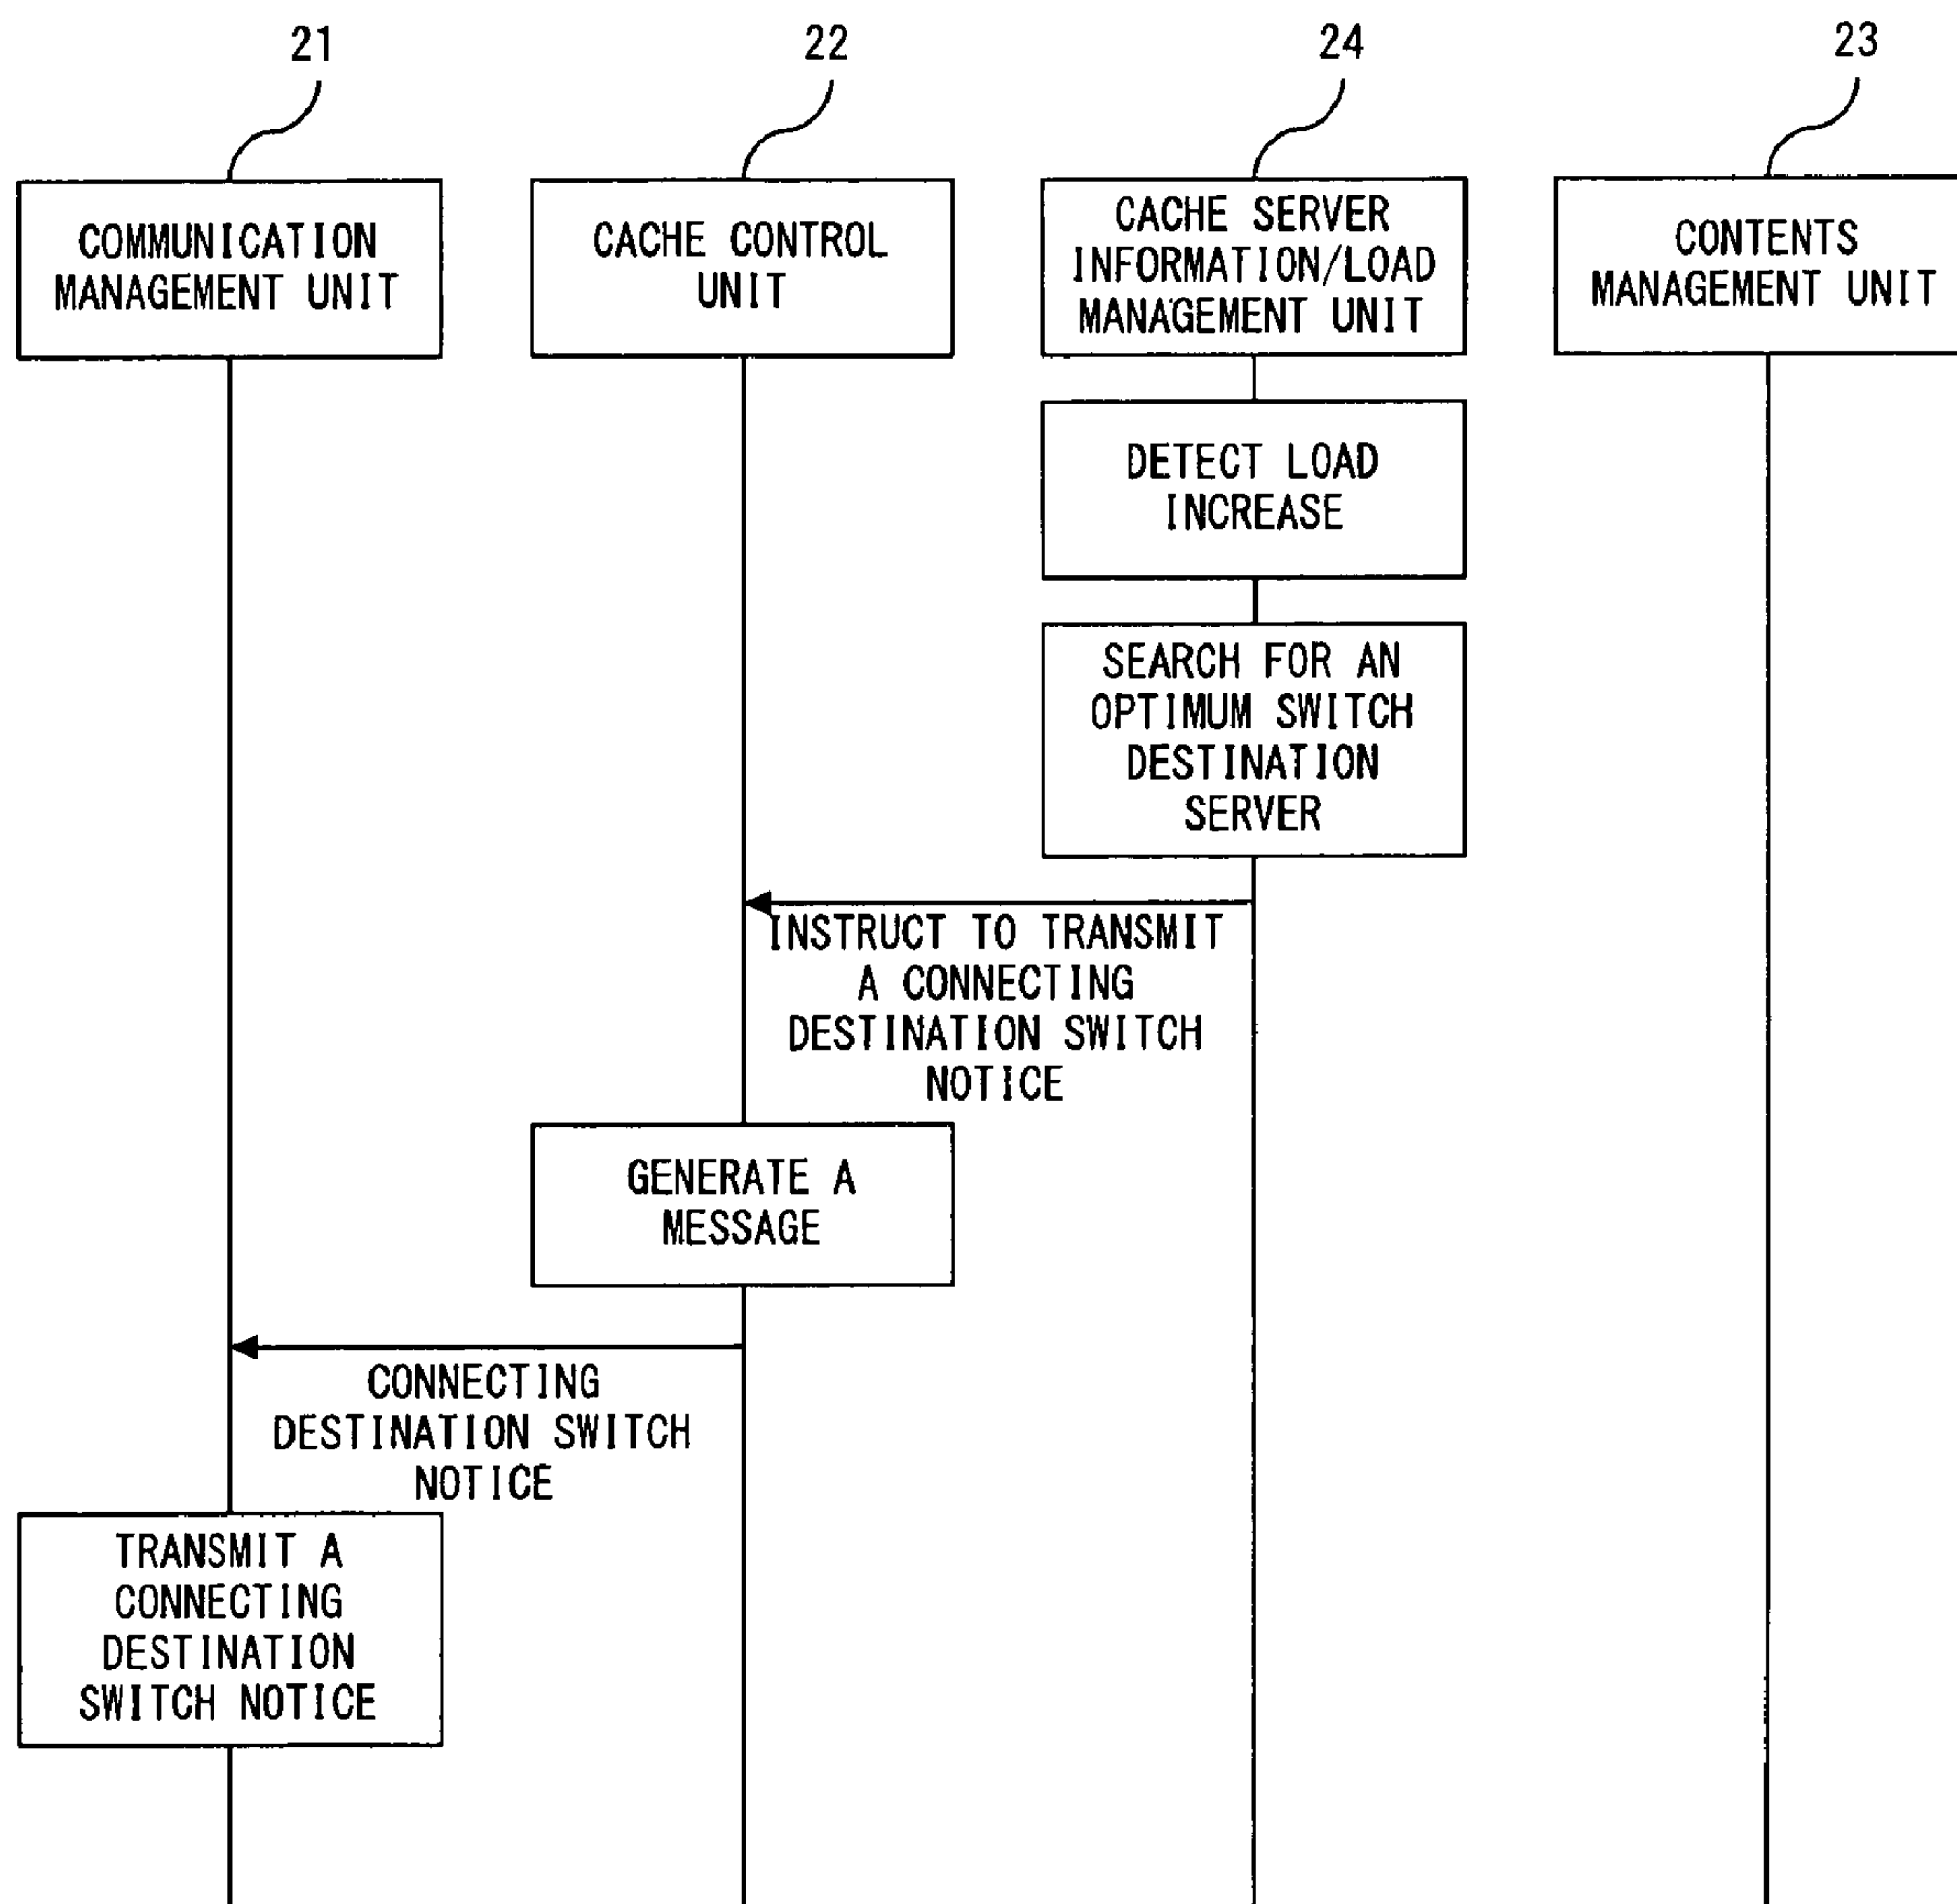 21
22
24
23
COMMUNICATION
MANAGEMENT UNIT
CACHE CONTROL
UNIT
CACHE SERVER
INFORMATION/LOAD
MANAGEMENT UNIT
CONTENTS
MANAGEMENT UNIT
DETECT LOAD
INCREASE
SEARCH FOR AN
OPTIMUM SWITCH
DESTINATION
SERVER
INSTRUCT TO TRANSMIT
A CONNECTING
DESTINATION SWITCH
NOTICE
GENERATE A
MESSAGE
CONNECTING
DESTINATION SWITCH
NOTICE
TRANSMIT A
CONNECTING
DESTINATION
SWITCH NOTICE